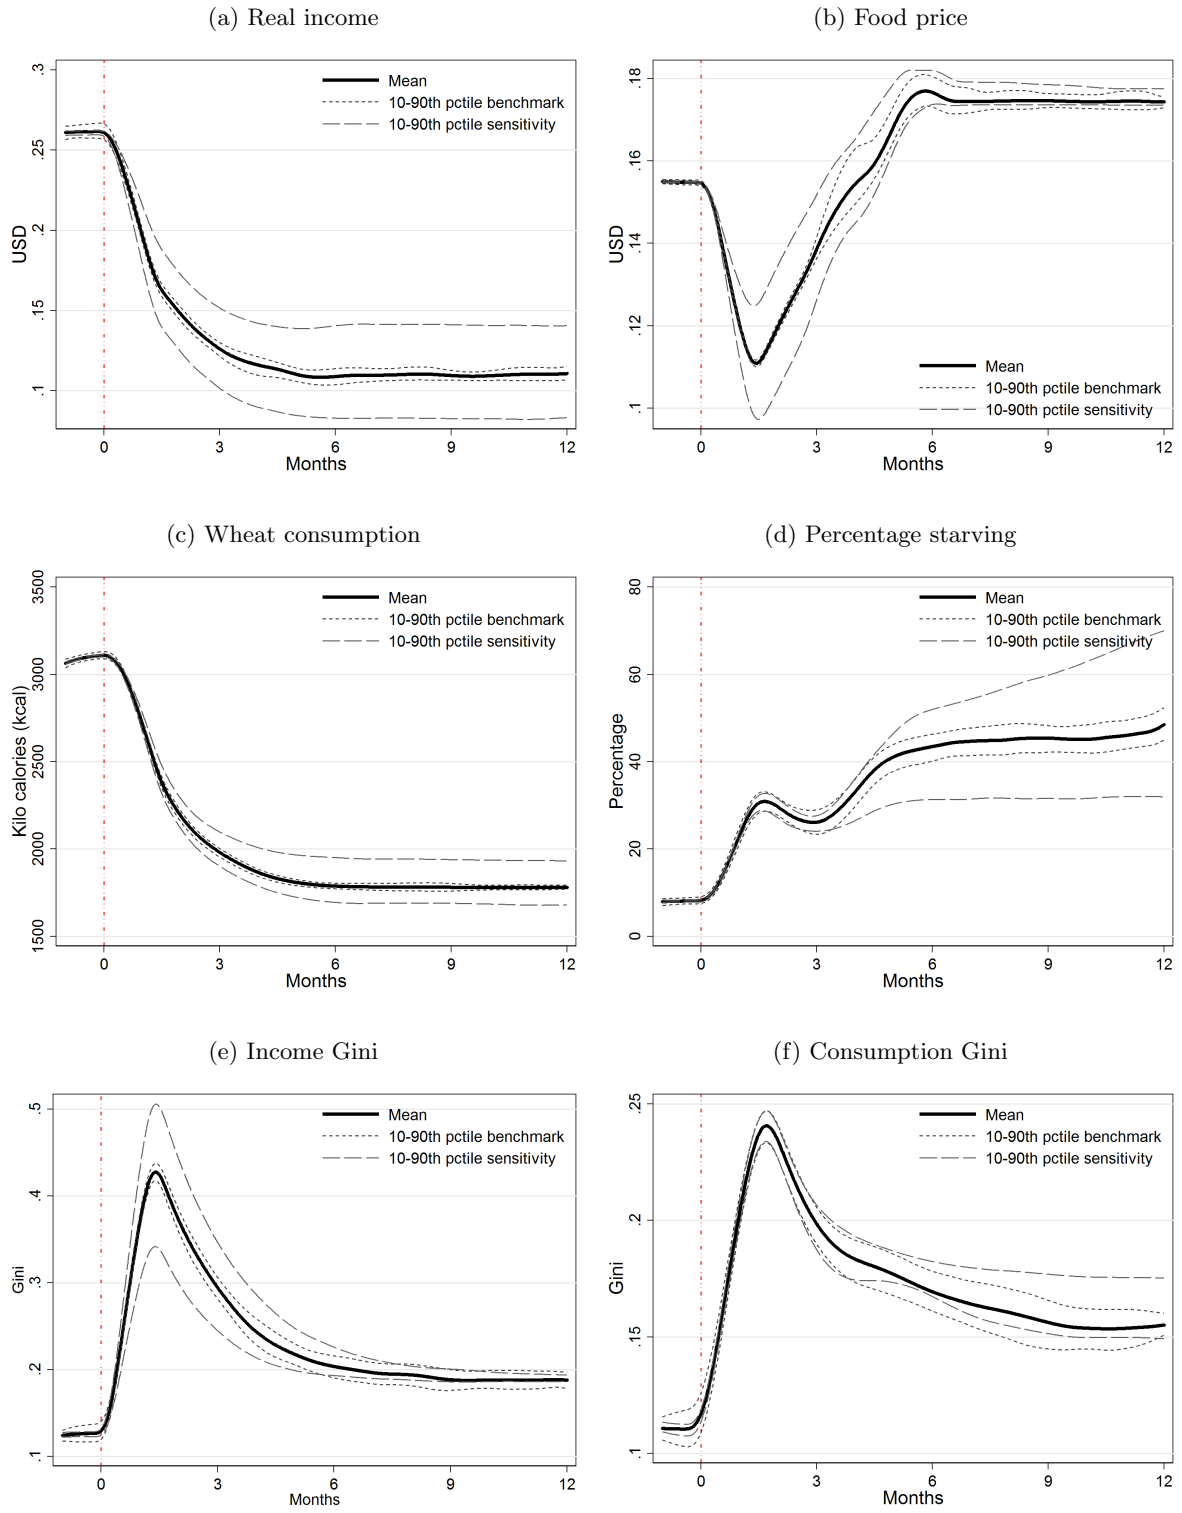 (a) Real income
.3
.25
.2
.15
.1
USD
Mean
10-90th pctile benchmark
10-90th pctile sensitivity
0 3 6 9 12
Months
(b) Food price
.18
.16
.14
.12
.1
USD
Mean
10-90th pctile benchmark
10-90th pctile sensitivity
0 3 6 9 12
Months
(c) Wheat consumption
3500
3000
2500
2000
1500
Kilo calories (kcal)
Mean
10-90th pctile benchmark
10-90th pctile sensitivity
0 3 6 9 12
Months
(d) Percentage starving
80
60
40
20
0
Percentage
Mean
10-90th pctile benchmark
10-90th pctile sensitivity
0 3 6 9 12
Months
(e) Income Gini
.5
.4
.3
.2
.1
Gini
Mean
10-90th pctile benchmark
10-90th pctile sensitivity
0 3 6 9 12
Months
(f) Consumption Gini
.25
.2
.15
.1
Gini
Mean
10-90th pctile benchmark
10-90th pctile sensitivity
0 3 6 9 12
Months